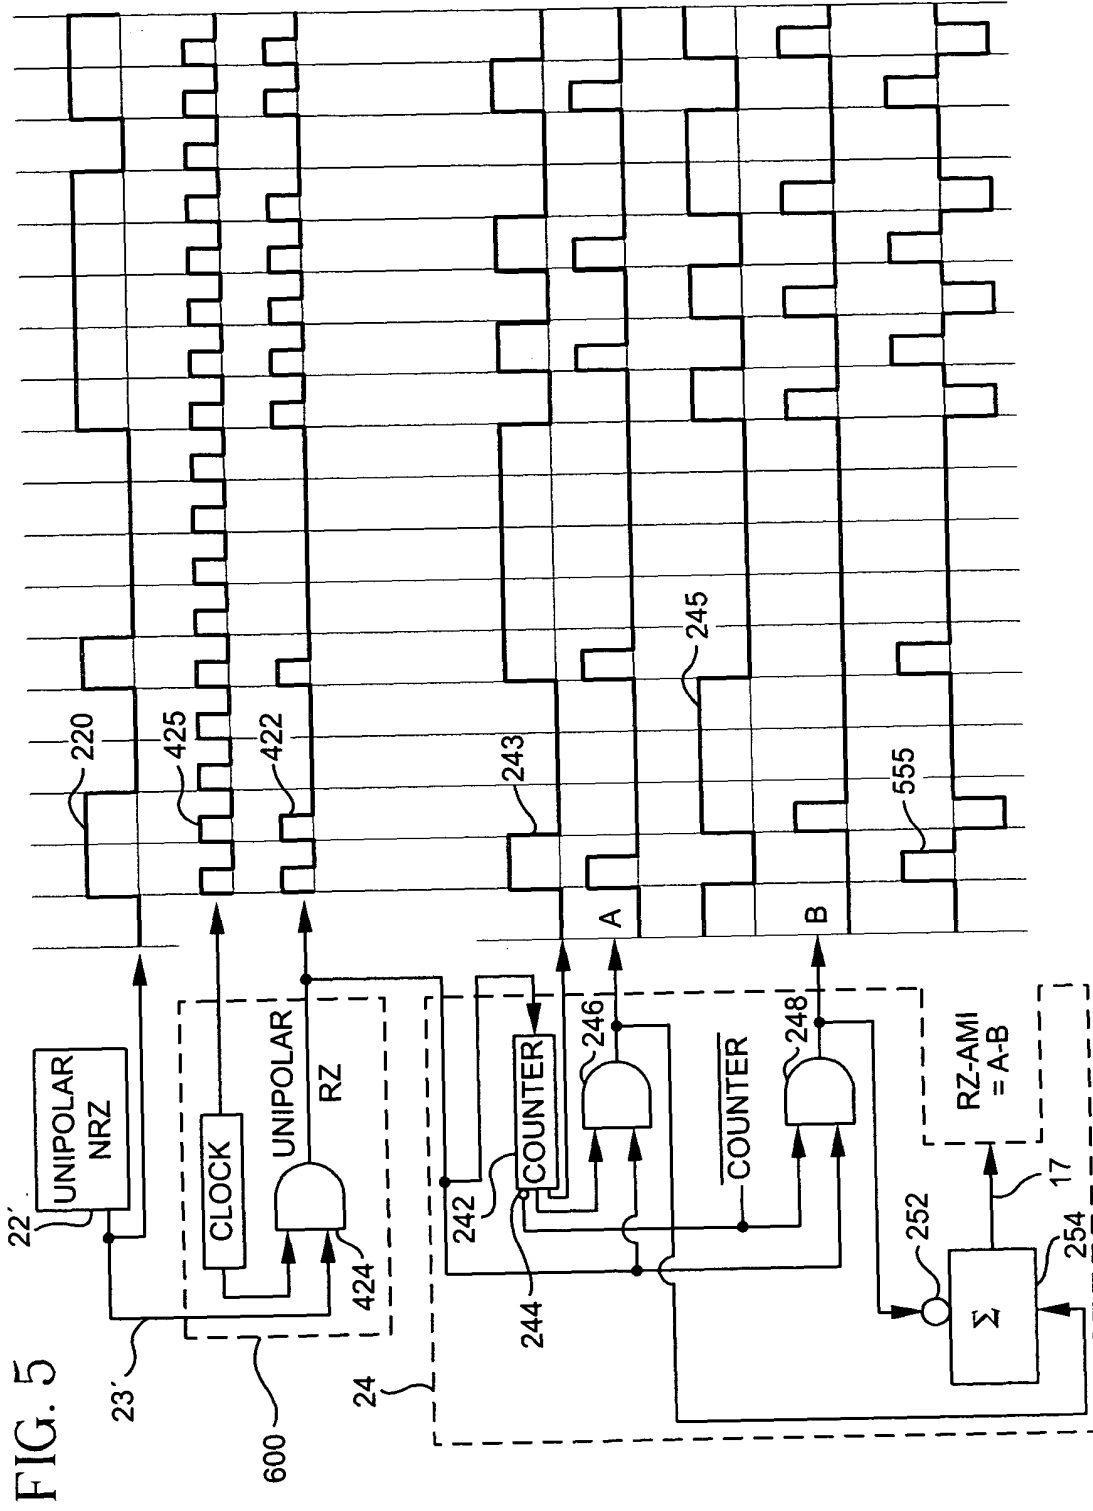 FIG. 5
22′
UNIPOLAR
NRZ
23′
220
CLOCK
425
UNIPOLAR
RZ
424
422
600
24
242
COUNTER
244
243
246
A
COUNTER
245
248
B
252
Σ
254
17
RZ-AMI
= A-B
555